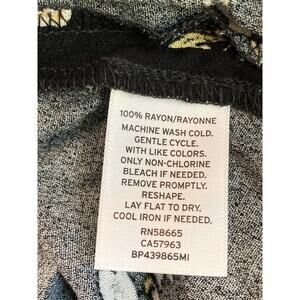 100% RAYON/RAYONNE
MACHINE WASH COLD.
GENTLE CYCLE.
WITH LIKE COLORS.
ONLY NON-CHLORINE
BLEACH IF NEEDED.
REMOVE PROMPTLY.
RESHAPE.
LAY FLAT TO DRY.
COOL IRON IF NEEDED.
RN58665
CA57963
BP439865MI